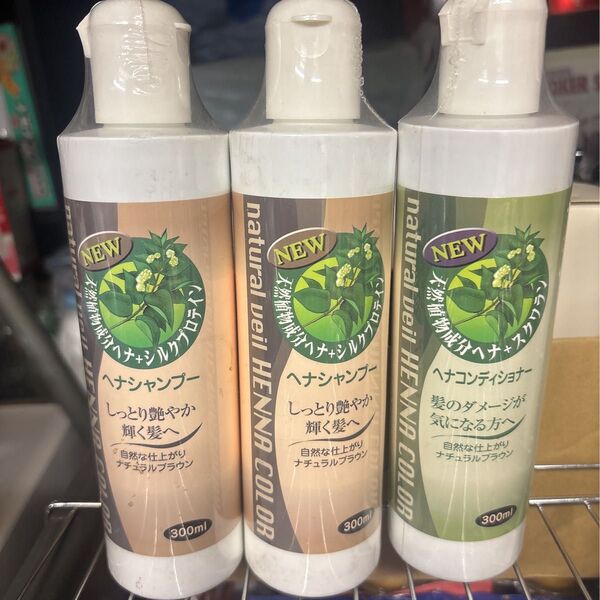 NEW
天然植物成分ヘナ+シルクプロテイン
ヘナシャンプー
しっとり艶やか
輝く髪へ
自然な仕上がり
ナチュラルブラウン
300ml
HENNA COLOR
NEW
天然植物成分ヘナ+シルクプロテイン
ヘナシャンプー
しっとり艶やか
輝く髪へ
自然な仕上がり
ナチュラルブラウン
300ml
natural veil HENNA COLOR
NEW
天然植物成分ヘナ+スクワラン
ヘナコンディショナー
髪のダメージが
気になる方へ
自然な仕上がり
ナチュラルブラウン
300ml
natural veil HENNA COLOR